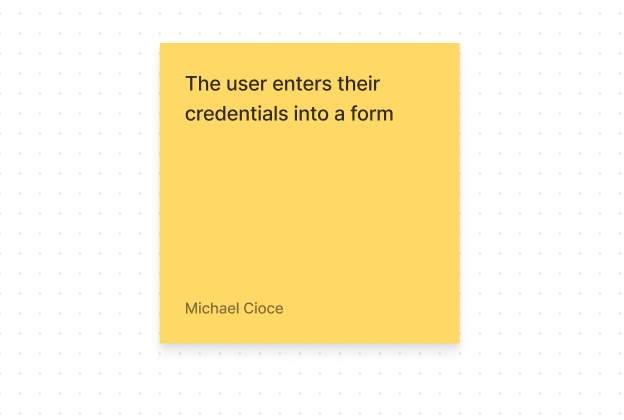 The user enters their
credentials into a form
Michael Cioce